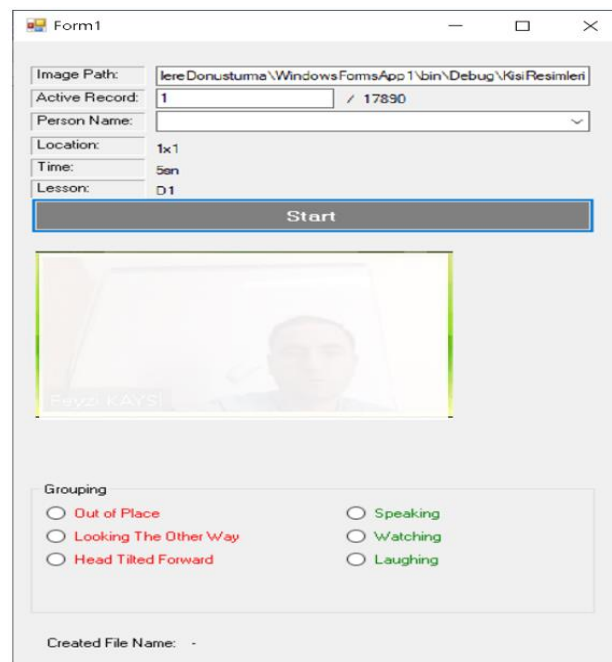 Form1
Image Path: lereDonusturma\WindowsFormsApp1\bin\Debug\KisiResimleri
Active Record: 1 / 17890
Person Name:
Location: 1x1
Time: 5sn
Lesson: D1
Start
Feyzi KAYSİ
Grouping
Out of Place Speaking
Looking The Other Way Watching
Head Tilted Forward Laughing
Created File Name: -